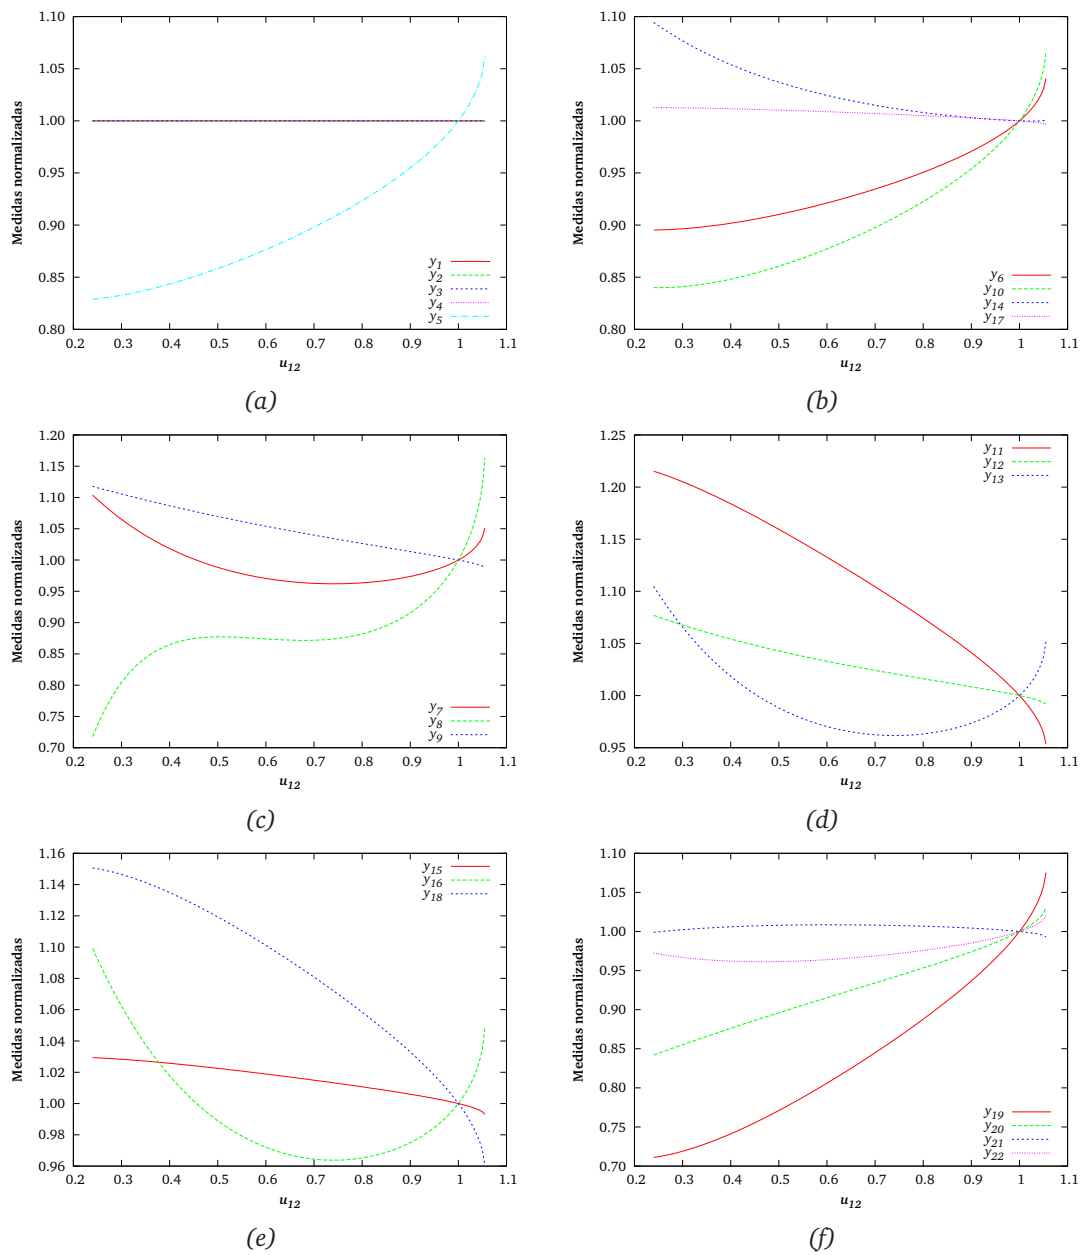 1.10
1.05
1.00
0.95
0.90
0.85
0.80
Medidas normalizadas
y1
y2
y3
y4
y5
0.2 0.3 0.4 0.5 0.6 0.7 0.8 0.9 1 1.1
u12
(a)
1.10
1.05
1.00
0.95
0.90
0.85
0.80
Medidas normalizadas
y6
y10
y14
y17
0.2 0.3 0.4 0.5 0.6 0.7 0.8 0.9 1 1.1
u12
(b)
1.20
1.15
1.10
1.05
1.00
0.95
0.90
0.85
0.80
0.75
0.70
Medidas normalizadas
y7
y8
y9
0.2 0.3 0.4 0.5 0.6 0.7 0.8 0.9 1 1.1
u12
(c)
1.25
1.20
1.15
1.10
1.05
1.00
0.95
Medidas normalizadas
y11
y12
y13
0.2 0.3 0.4 0.5 0.6 0.7 0.8 0.9 1 1.1
u12
(d)
1.16
1.14
1.12
1.10
1.08
1.06
1.04
1.02
1.00
0.98
0.96
Medidas normalizadas
y15
y16
y18
0.2 0.3 0.4 0.5 0.6 0.7 0.8 0.9 1 1.1
u12
(e)
1.10
1.05
1.00
0.95
0.90
0.85
0.80
0.75
0.70
Medidas normalizadas
y19
y20
y21
y22
0.2 0.3 0.4 0.5 0.6 0.7 0.8 0.9 1 1.1
u12
(f)